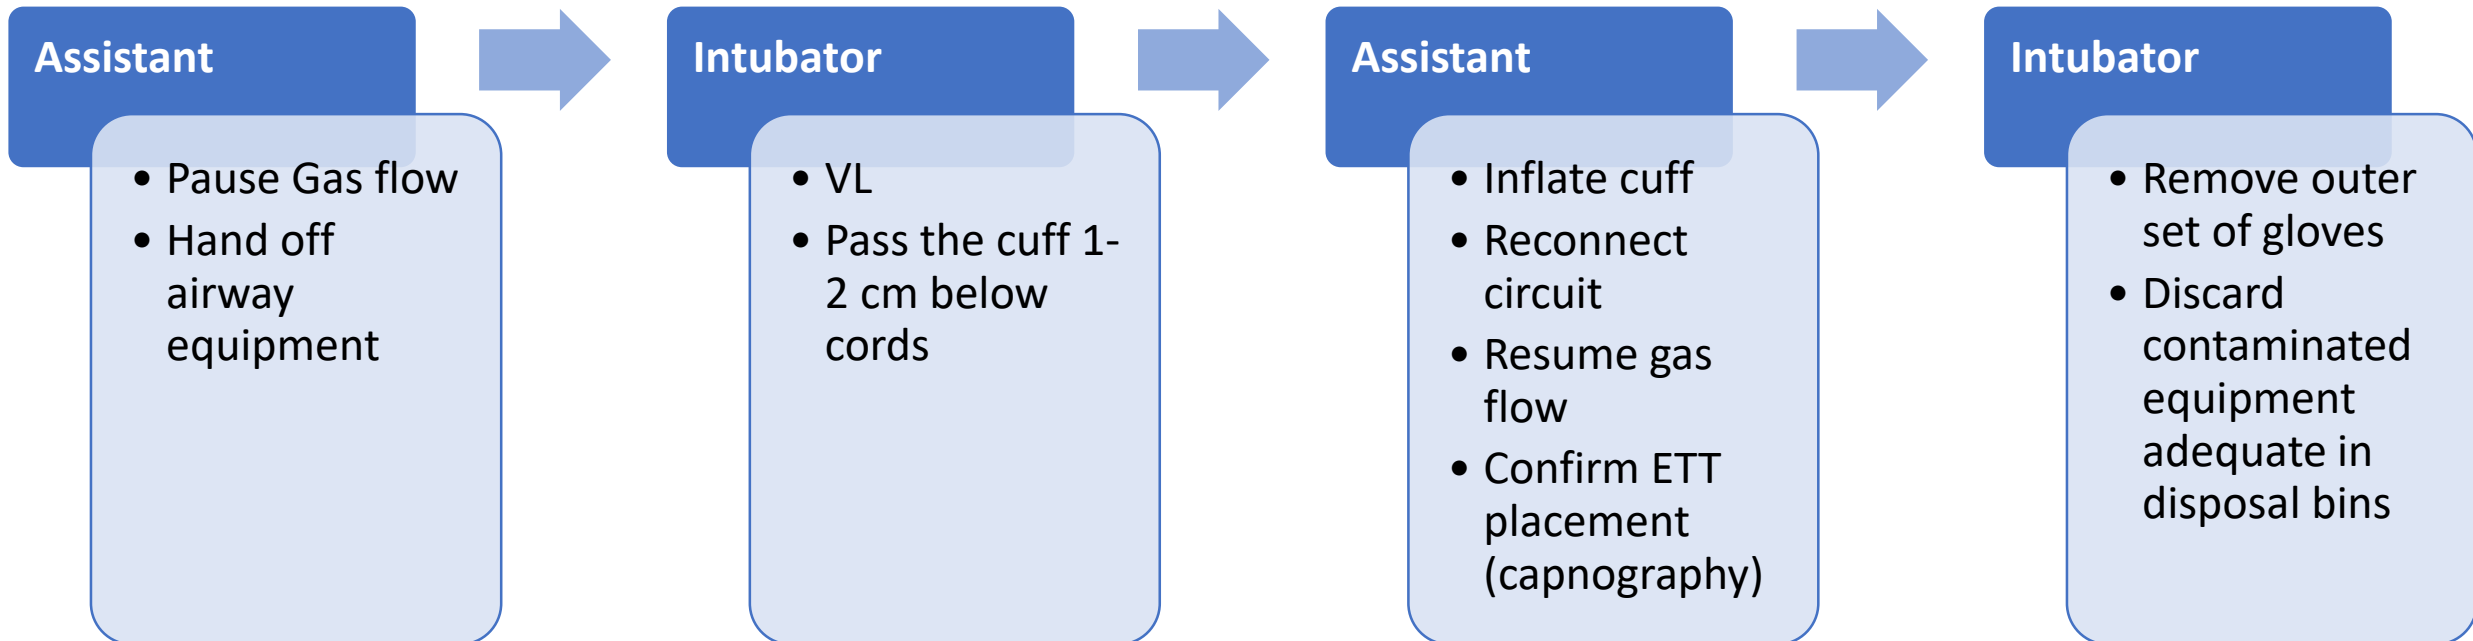 Assistant
• Pause Gas flow
• Hand off
airway
equipment
Intubator
• VL
• Pass the cuff 1-
2 cm below
cords
Assistant
• Inflate cuff
• Reconnect
circuit
• Resume gas
flow
• Confirm ETT
placement
(capnography)
Intubator
• Remove outer
set of gloves
• Discard
contaminated
equipment
adequate in
disposal bins